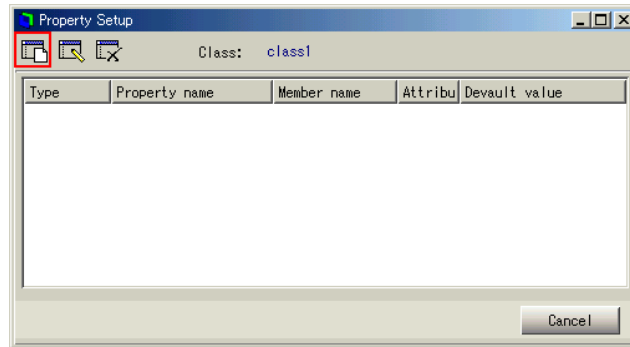 Property Setup
Class: class1
Type Property name Member name Attribu Devault value
Cancel